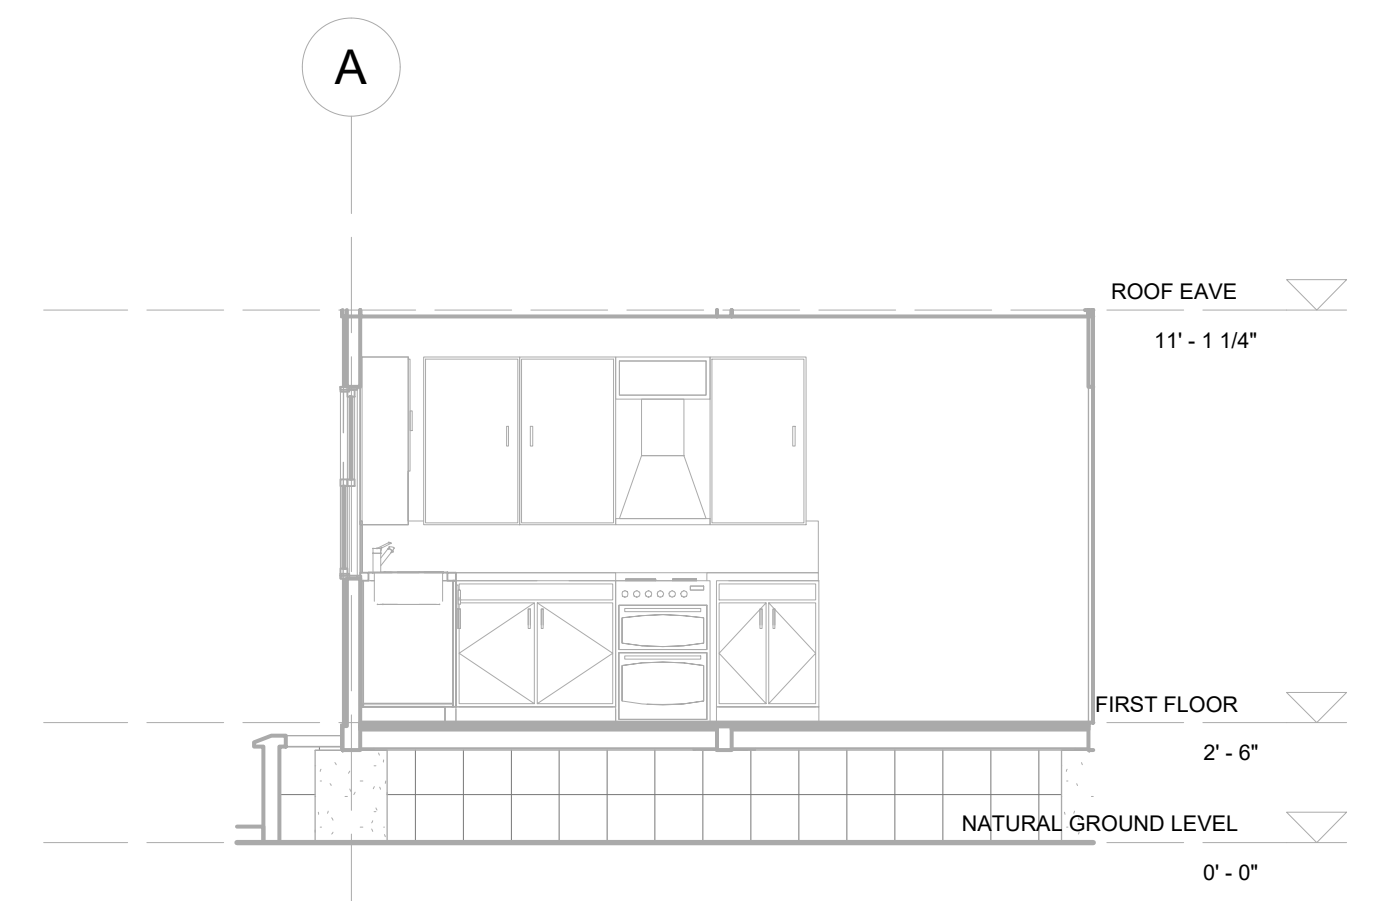 A
ROOF EAVE
11' - 1 1/4"
FIRST FLOOR
2' - 6"
NATURAL GROUND LEVEL
0' - 0"